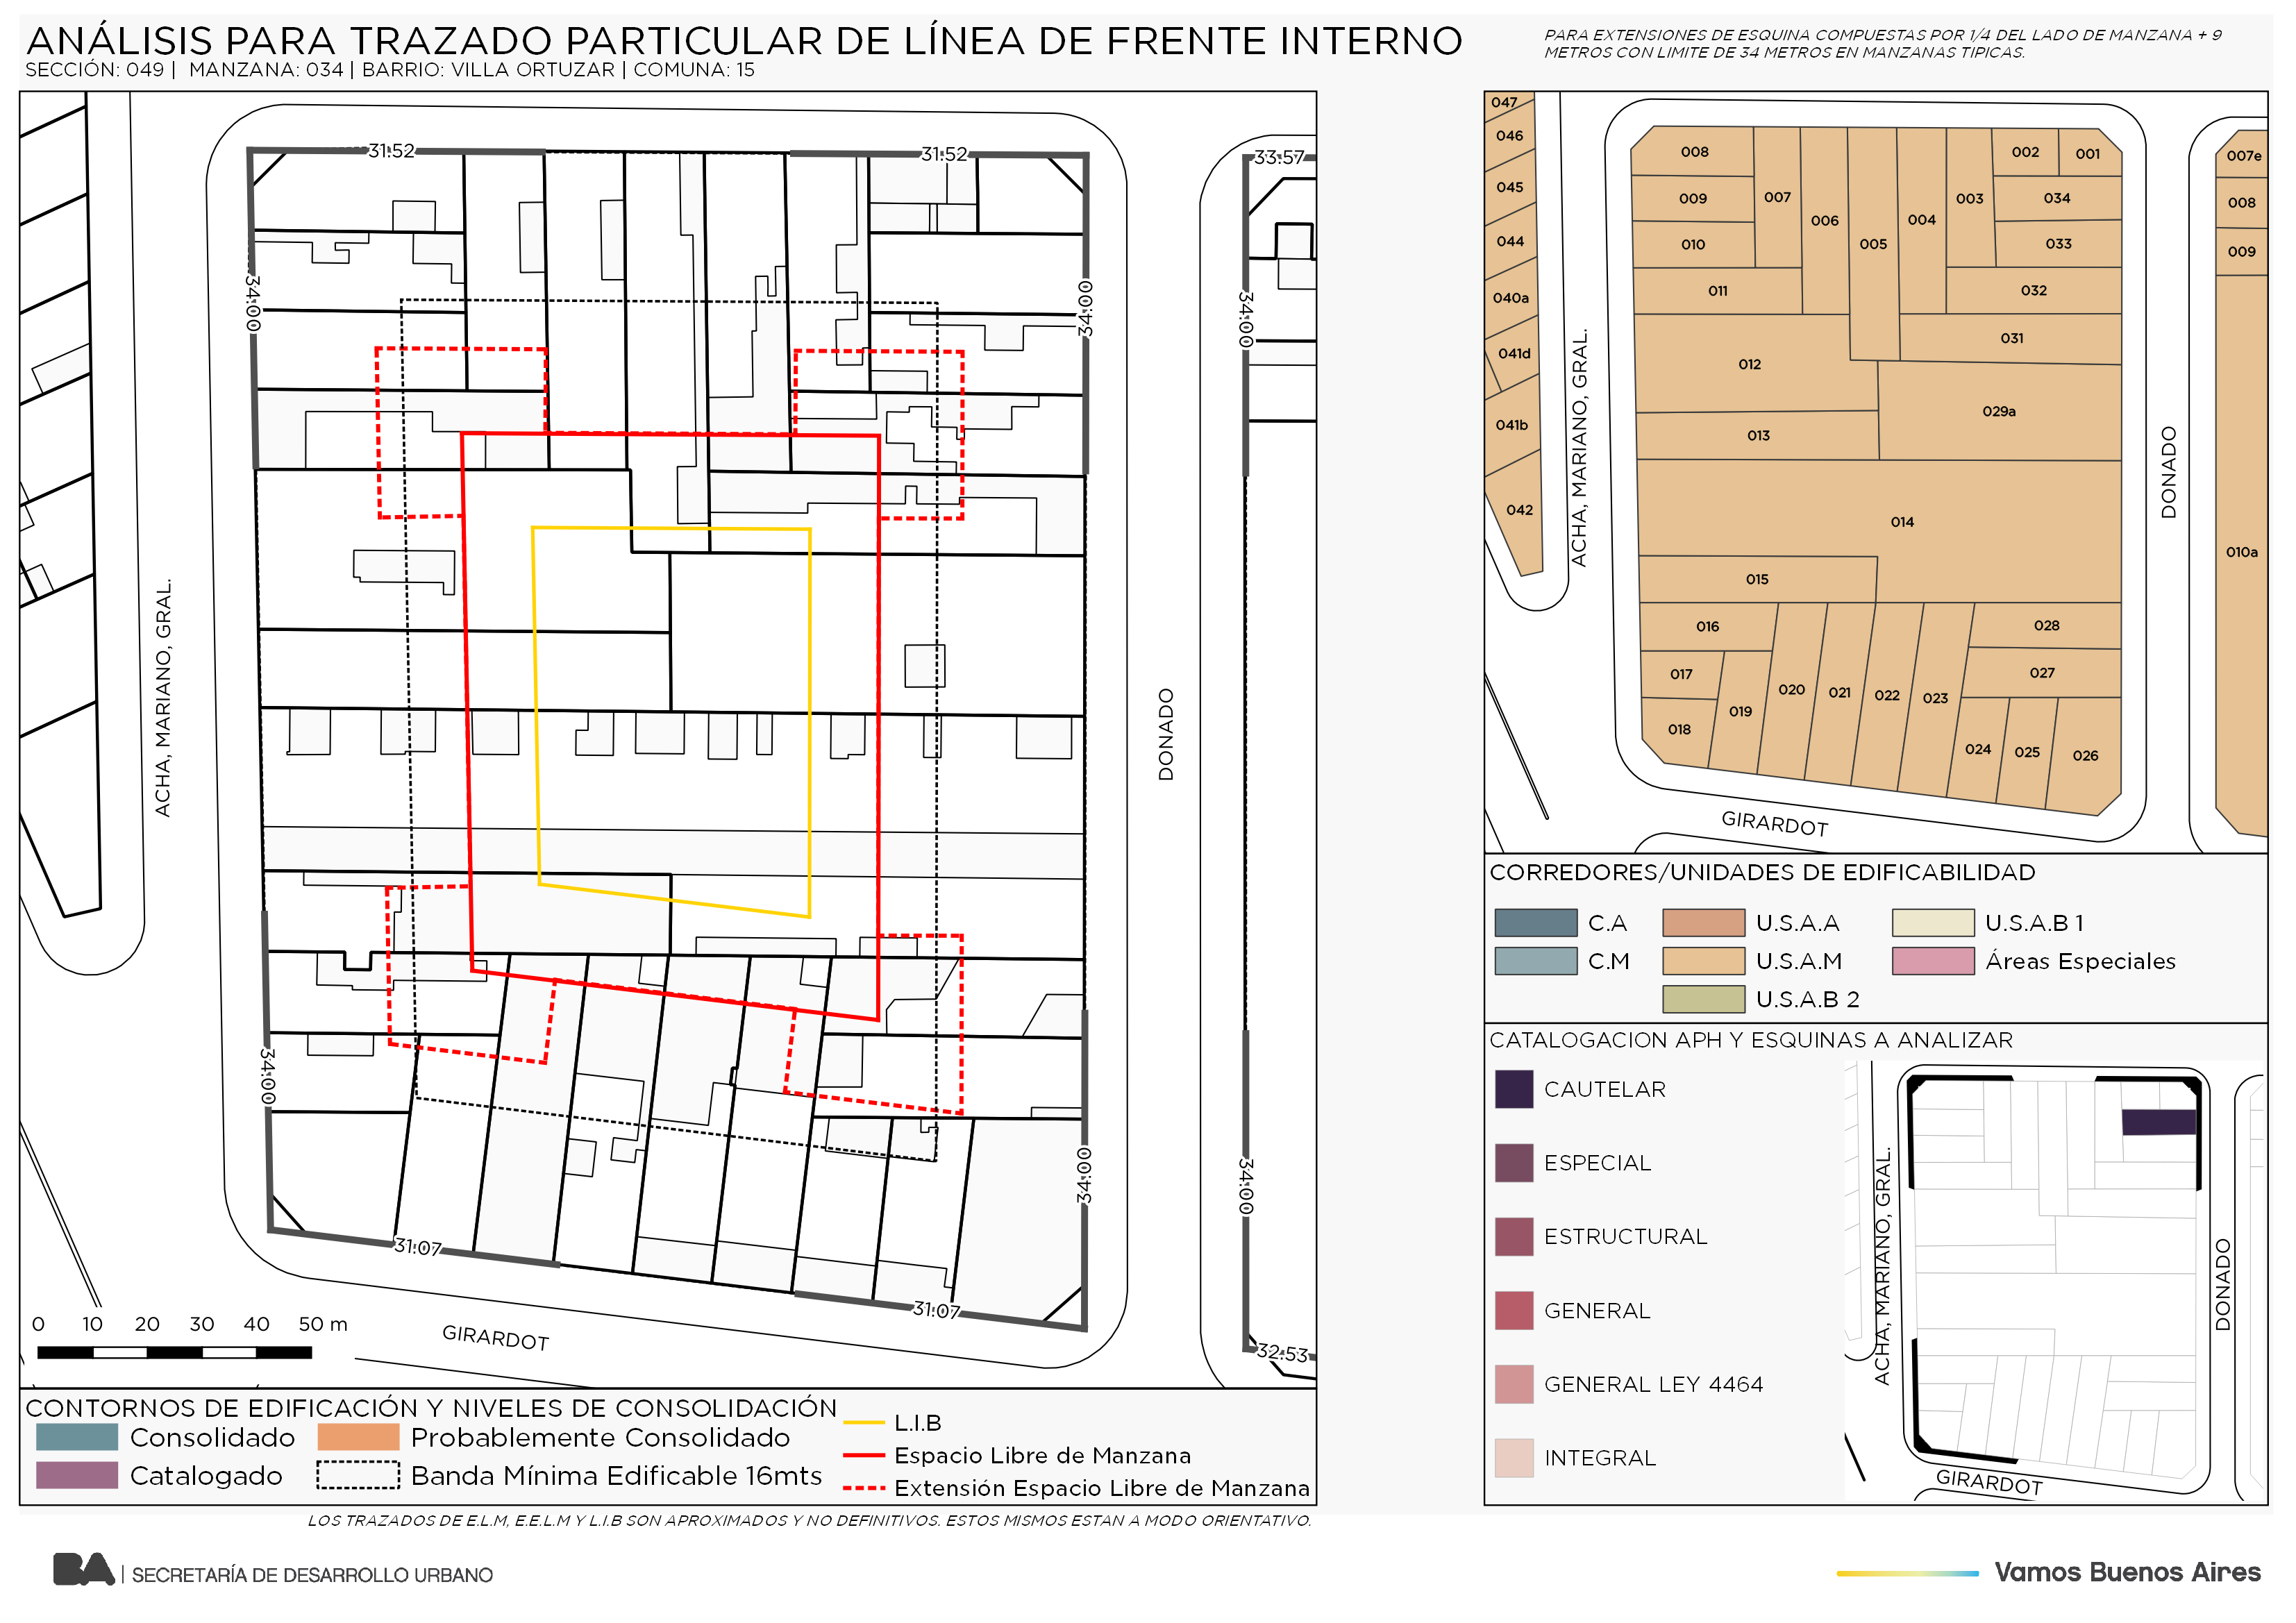 ANÁLISIS PARA TRAZADO PARTICULAR DE LÍNEA DE FRENTE INTERNO
SECCIÓN: 049 | MANZANA: 034 | BARRIO: VILLA ORTUZAR | COMUNA: 15
PARA EXTENSIONES DE ESQUINA COMPUESTAS POR 1/4 DEL LADO DE MANZANA + 9
METROS CON LIMITE DE 34 METROS EN MANZANAS TIPICAS.
31.52
31.52
33.57
34.00
34.00
34.00
ACHA, MARIANO, GRAL.
DONADO
34.00
34.00
34.00
31.07
31.07
32.53
GIRARDOT
0 10 20 30 40 50 m
CONTORNOS DE EDIFICACIÓN Y NIVELES DE CONSOLIDACIÓN
Consolidado
Probablemente Consolidado
Catalogado
Banda Mínima Edificable 16mts
L.I.B
Espacio Libre de Manzana
Extensión Espacio Libre de Manzana
LOS TRAZADOS DE E.L.M, E.E.L.M Y L.I.B SON APROXIMADOS Y NO DEFINITIVOS. ESTOS MISMOS ESTAN A MODO ORIENTATIVO.
047
046
045
044
040a
041d
041b
042
008
009
010
011
007
006
005
004
003
002
001
034
033
032
031
012
029a
013
014
015
016
017
018
019
020
021
022
023
024
025
026
027
028
007e
008
009
010a
ACHA, MARIANO, GRAL.
DONADO
GIRARDOT
CORREDORES/UNIDADES DE EDIFICABILIDAD
C.A
U.S.A.A
U.S.A.B 1
C.M
U.S.A.M
Áreas Especiales
U.S.A.B 2
CATALOGACION APH Y ESQUINAS A ANALIZAR
CAUTELAR
ESPECIAL
ESTRUCTURAL
GENERAL
GENERAL LEY 4464
INTEGRAL
ACHA, MARIANO, GRAL.
DONADO
GIRARDOT
BA | SECRETARÍA DE DESARROLLO URBANO
Vamos Buenos Aires